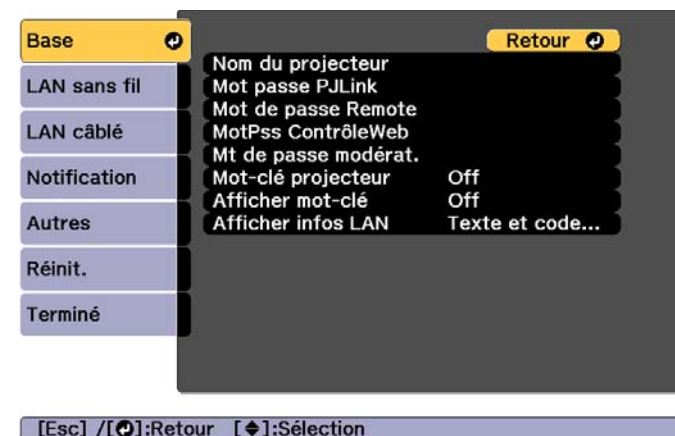 Base
LAN sans fil
LAN câblé
Notification
Autres
Réinit.
Terminé
Retour
Nom du projecteur
Mot passe PJLink
Mot de passe Remote
MotPss ContrôleWeb
Mt de passe modérat.
Mot-clé projecteur Off
Afficher mot-clé Off
Afficher infos LAN Texte et code...
[Esc] /[⏎]:Retour [◆]:Sélection